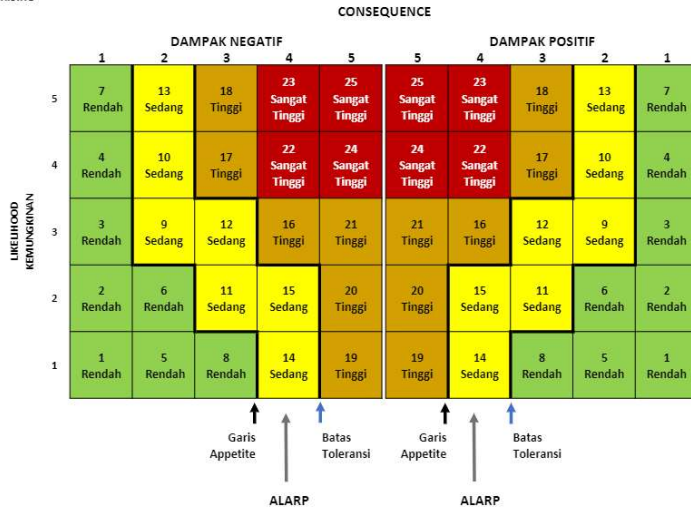 CONSEQUENCE
DAMPAK NEGATIF DAMPAK POSITIF
1 2 3 4 5 5 4 3 2 1
LIKELIHOOD
KEMUNGKINAN
5
7 13 18 23 25 25 23 18 13 7
Rendah Sedang Tinggi Sangat Sangat Sangat Sangat Tinggi Sedang Rendah
Tinggi Tinggi Tinggi Tinggi
4
4 10 17 22 24 24 22 17 10 4
Rendah Sedang Tinggi Sangat Sangat Sangat Sangat Tinggi Sedang Rendah
Tinggi Tinggi Tinggi Tinggi
3
3 9 12 16 21 21 16 12 9 3
Rendah Sedang Sedang Tinggi Tinggi Tinggi Tinggi Sedang Sedang Rendah
2
2 6 11 15 20 20 15 11 6 2
Rendah Rendah Sedang Sedang Tinggi Tinggi Sedang Sedang Rendah Rendah
1
1 5 8 14 19 19 14 8 5 1
Rendah Rendah Rendah Sedang Tinggi Tinggi Sedang Rendah Rendah Rendah
Garis Batas Garis Batas
Appetite Toleransi Appetite Toleransi
ALARP ALARP